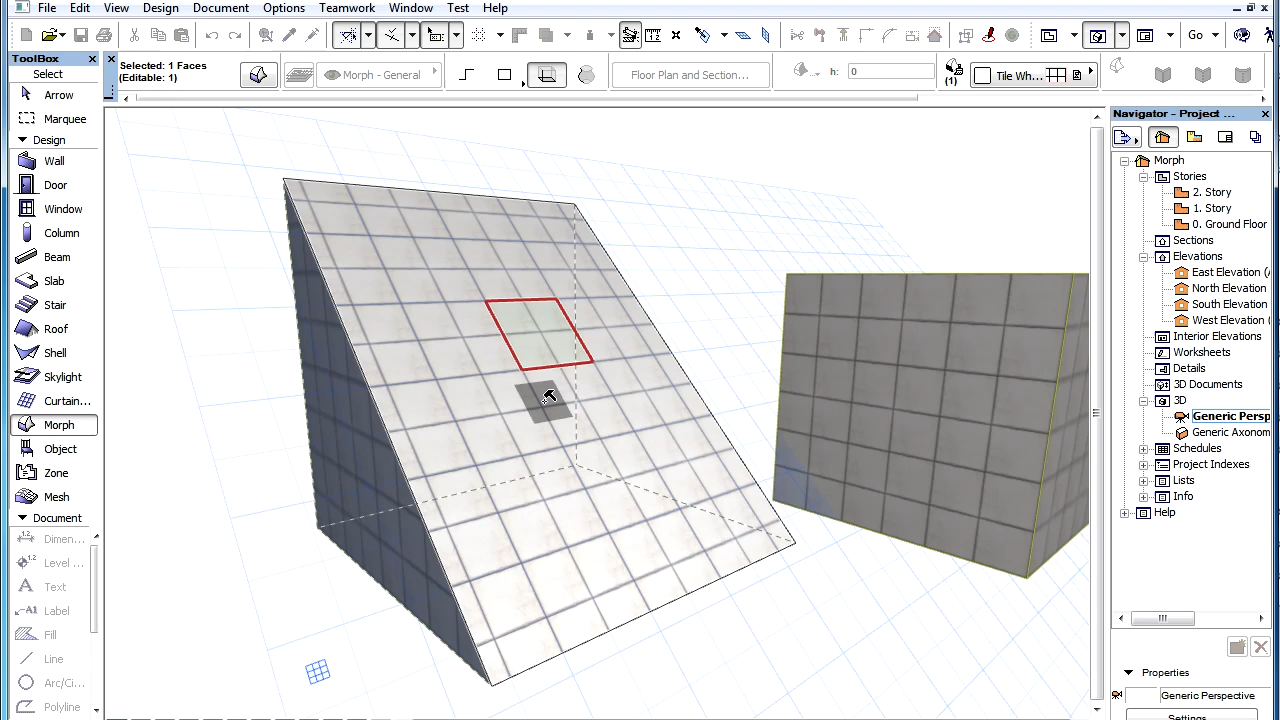 File Edit View Design Document Options Teamwork Window Test Help
Go
ToolBox
Select
Arrow
Marquee
Design
Wall
Door
Window
Column
Beam
Slab
Stair
Roof
Shell
Skylight
Curtain...
Morph
Object
Zone
Mesh
Document
Dimen...
Level ...
Text
A1 Label
Fill
Line
Arc/Ci...
Polyline
Selected: 1 Faces
(Editable: 1)
Morph - General
Floor Plan and Section...
h: 0
(1)
Tile Wh...
Navigator - Project ...
Morph
Stories
2. Story
1. Story
0. Ground Floor
Sections
Elevations
East Elevation (
North Elevation
South Elevation
West Elevation (
Interior Elevations
Worksheets
Details
3D Documents
3D
Generic Persp
Generic Axonom
Schedules
Project Indexes
Lists
Info
Help
Properties
Generic Perspective
Settings...